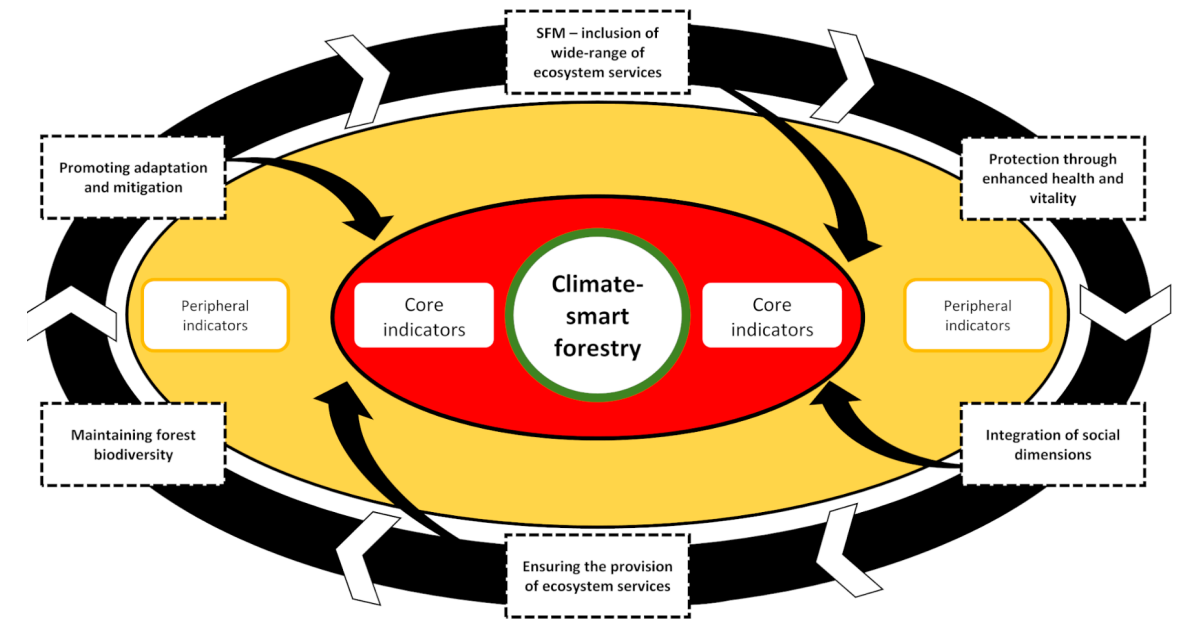 SFM – inclusion of
wide-range of
ecosystem services
Promoting adaptation
and mitigation
Protection through
enhanced health and
vitality
Peripheral
indicators
Core
indicators
Climate-
smart
forestry
Core
indicators
Peripheral
indicators
Maintaining forest
biodiversity
Integration of social
dimensions
Ensuring the provision
of ecosystem services